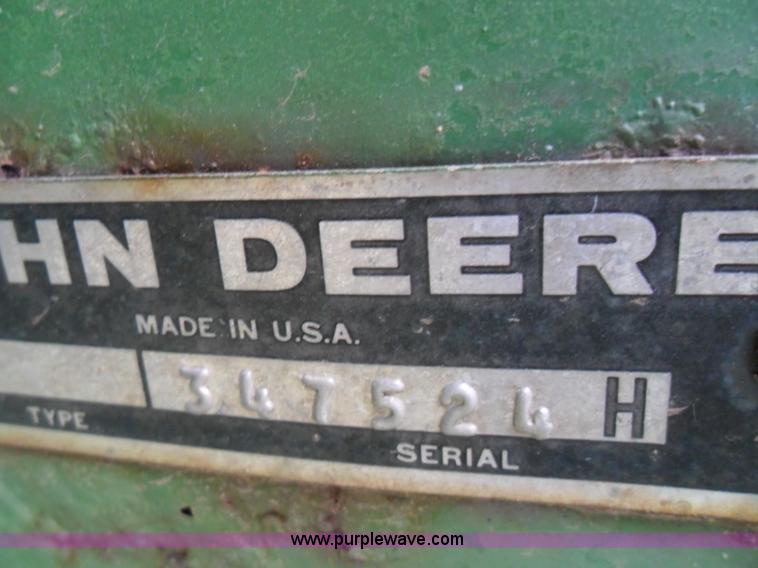 HN DEERE
MADE IN U.S.A.
347524 H
TYPE
SERIAL
www.purplewave.com